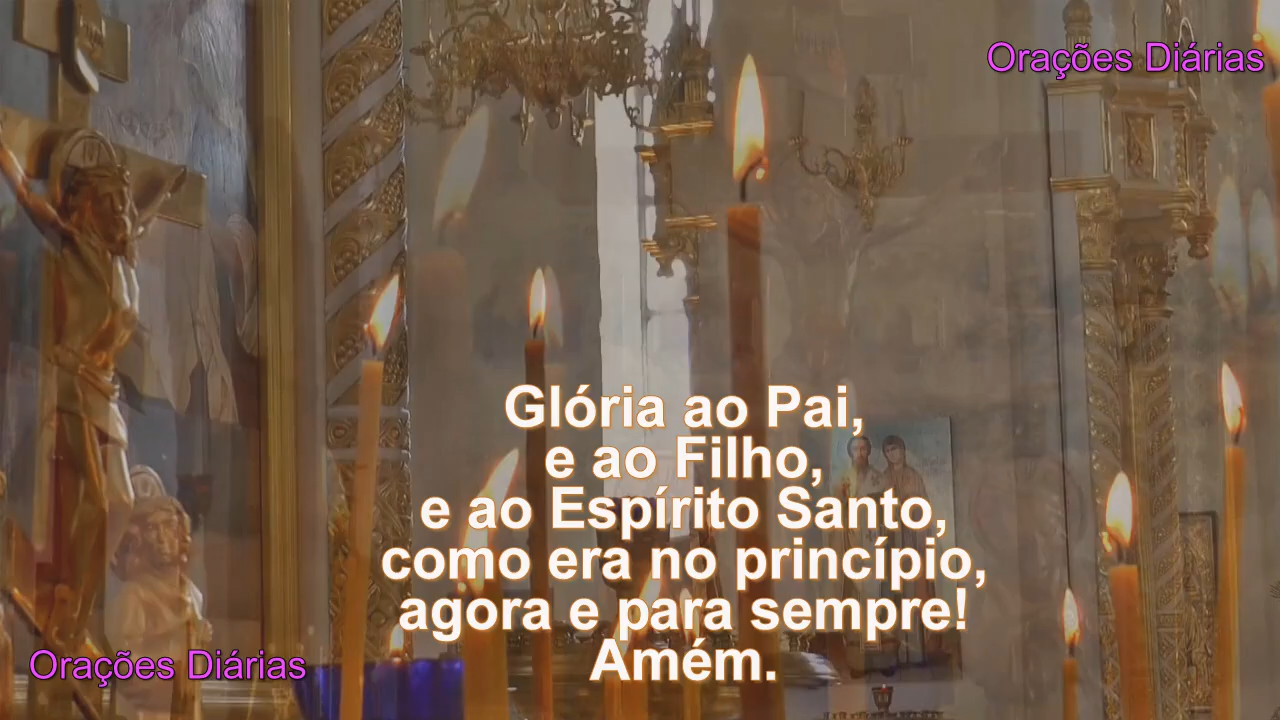 Orações Diárias
Glória ao Pai,
e ao Filho,
e ao Espírito Santo,
como era no princípio,
agora e para sempre!
Amém.
Orações Diárias